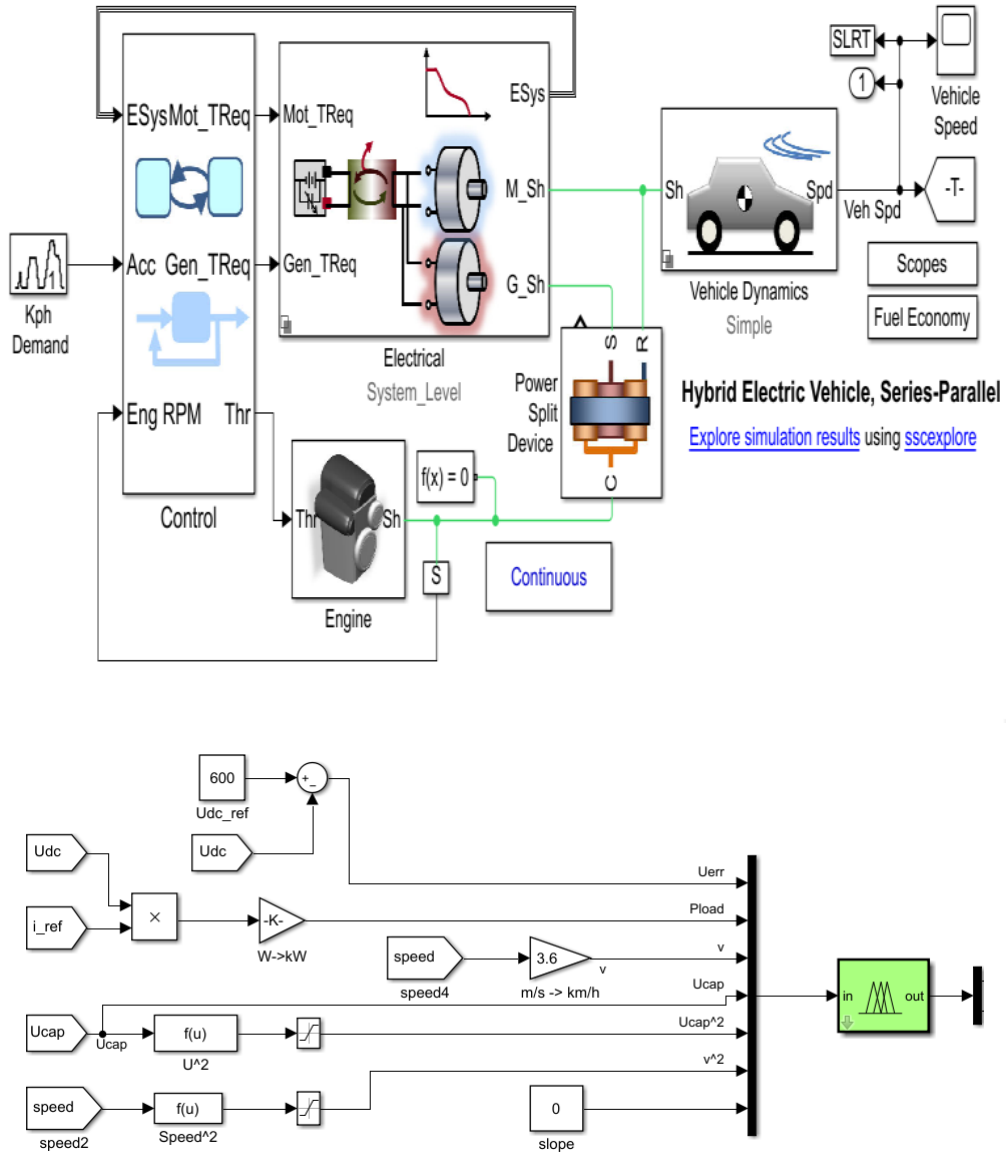 SLRT
1
Vehicle
Speed
ESys
Mot_TReq
Mot_TReq
ESys
M_Sh
Sh
Spd
Veh Spd
-T-
Kph
Demand
Acc
Gen_TReq
Gen_TReq
G_Sh
Vehicle Dynamics
Simple
Scopes
Fuel Economy
Electrical
System_Level
S
R
Power
Split
Device
C
Hybrid Electric Vehicle, Series-Parallel
Explore simulation results using sscexplore
Eng RPM
Thr
Control
f(x) = 0
Thr
Sh
Engine
S
Continuous
600
+
_
Udc_ref
Udc
Udc
i_ref
×
-K-
W->kW
speed
speed4
3.6
v
m/s -> km/h
Uerr
Pload
v
Ucap
Ucap^2
v^2
in
out
Ucap
Ucap
f(u)
U^2
speed
speed2
f(u)
Speed^2
0
slope